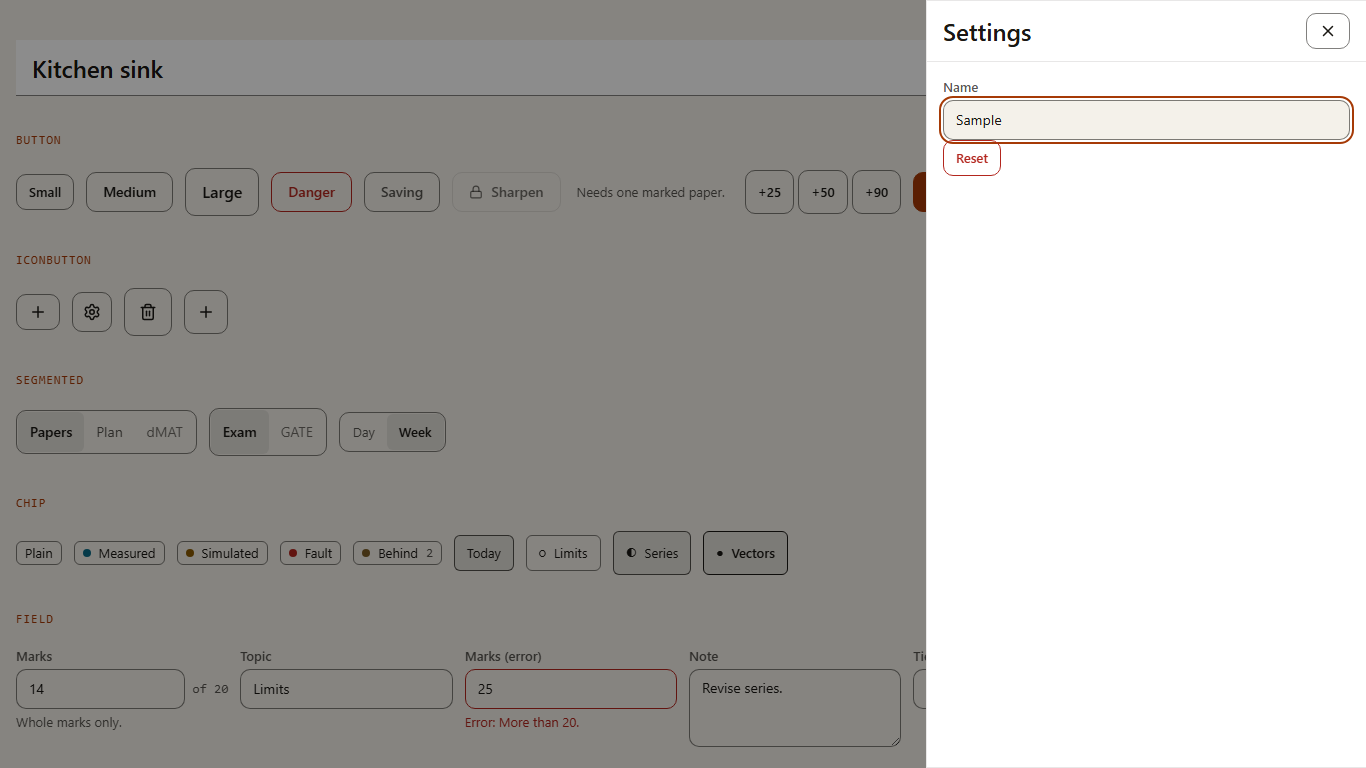 Kitchen sink
BUTTON
Small Medium Large Danger Saving Sharpen Needs one marked paper. +25 +50 +90
ICONBUTTON
SEGMENTED
Papers Plan dMAT Exam GATE Day Week
CHIP
Plain Measured Simulated Fault Behind 2 Today Limits Series Vectors
FIELD
Marks Topic Marks (error) Note
14 of 20 Limits 25 Revise series.
Whole marks only. Error: More than 20.
Settings
Name
Sample
Reset